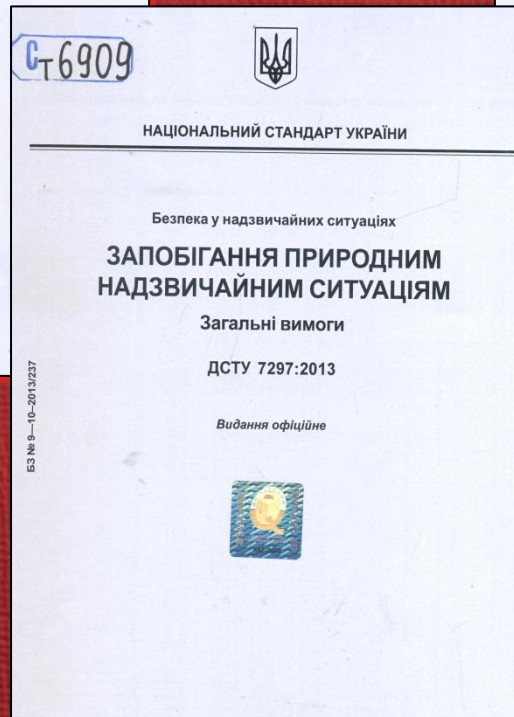 Ст6909
НАЦІОНАЛЬНИЙ СТАНДАРТ УКРАЇНИ
Безпека у надзвичайних ситуаціях
ЗАПОБІГАННЯ ПРИРОДНИМ
НАДЗВИЧАЙНИМ СИТУАЦІЯМ
Загальні вимоги
ДСТУ 7297:2013
БЗ № 9—10–2013/237
Видання офіційне